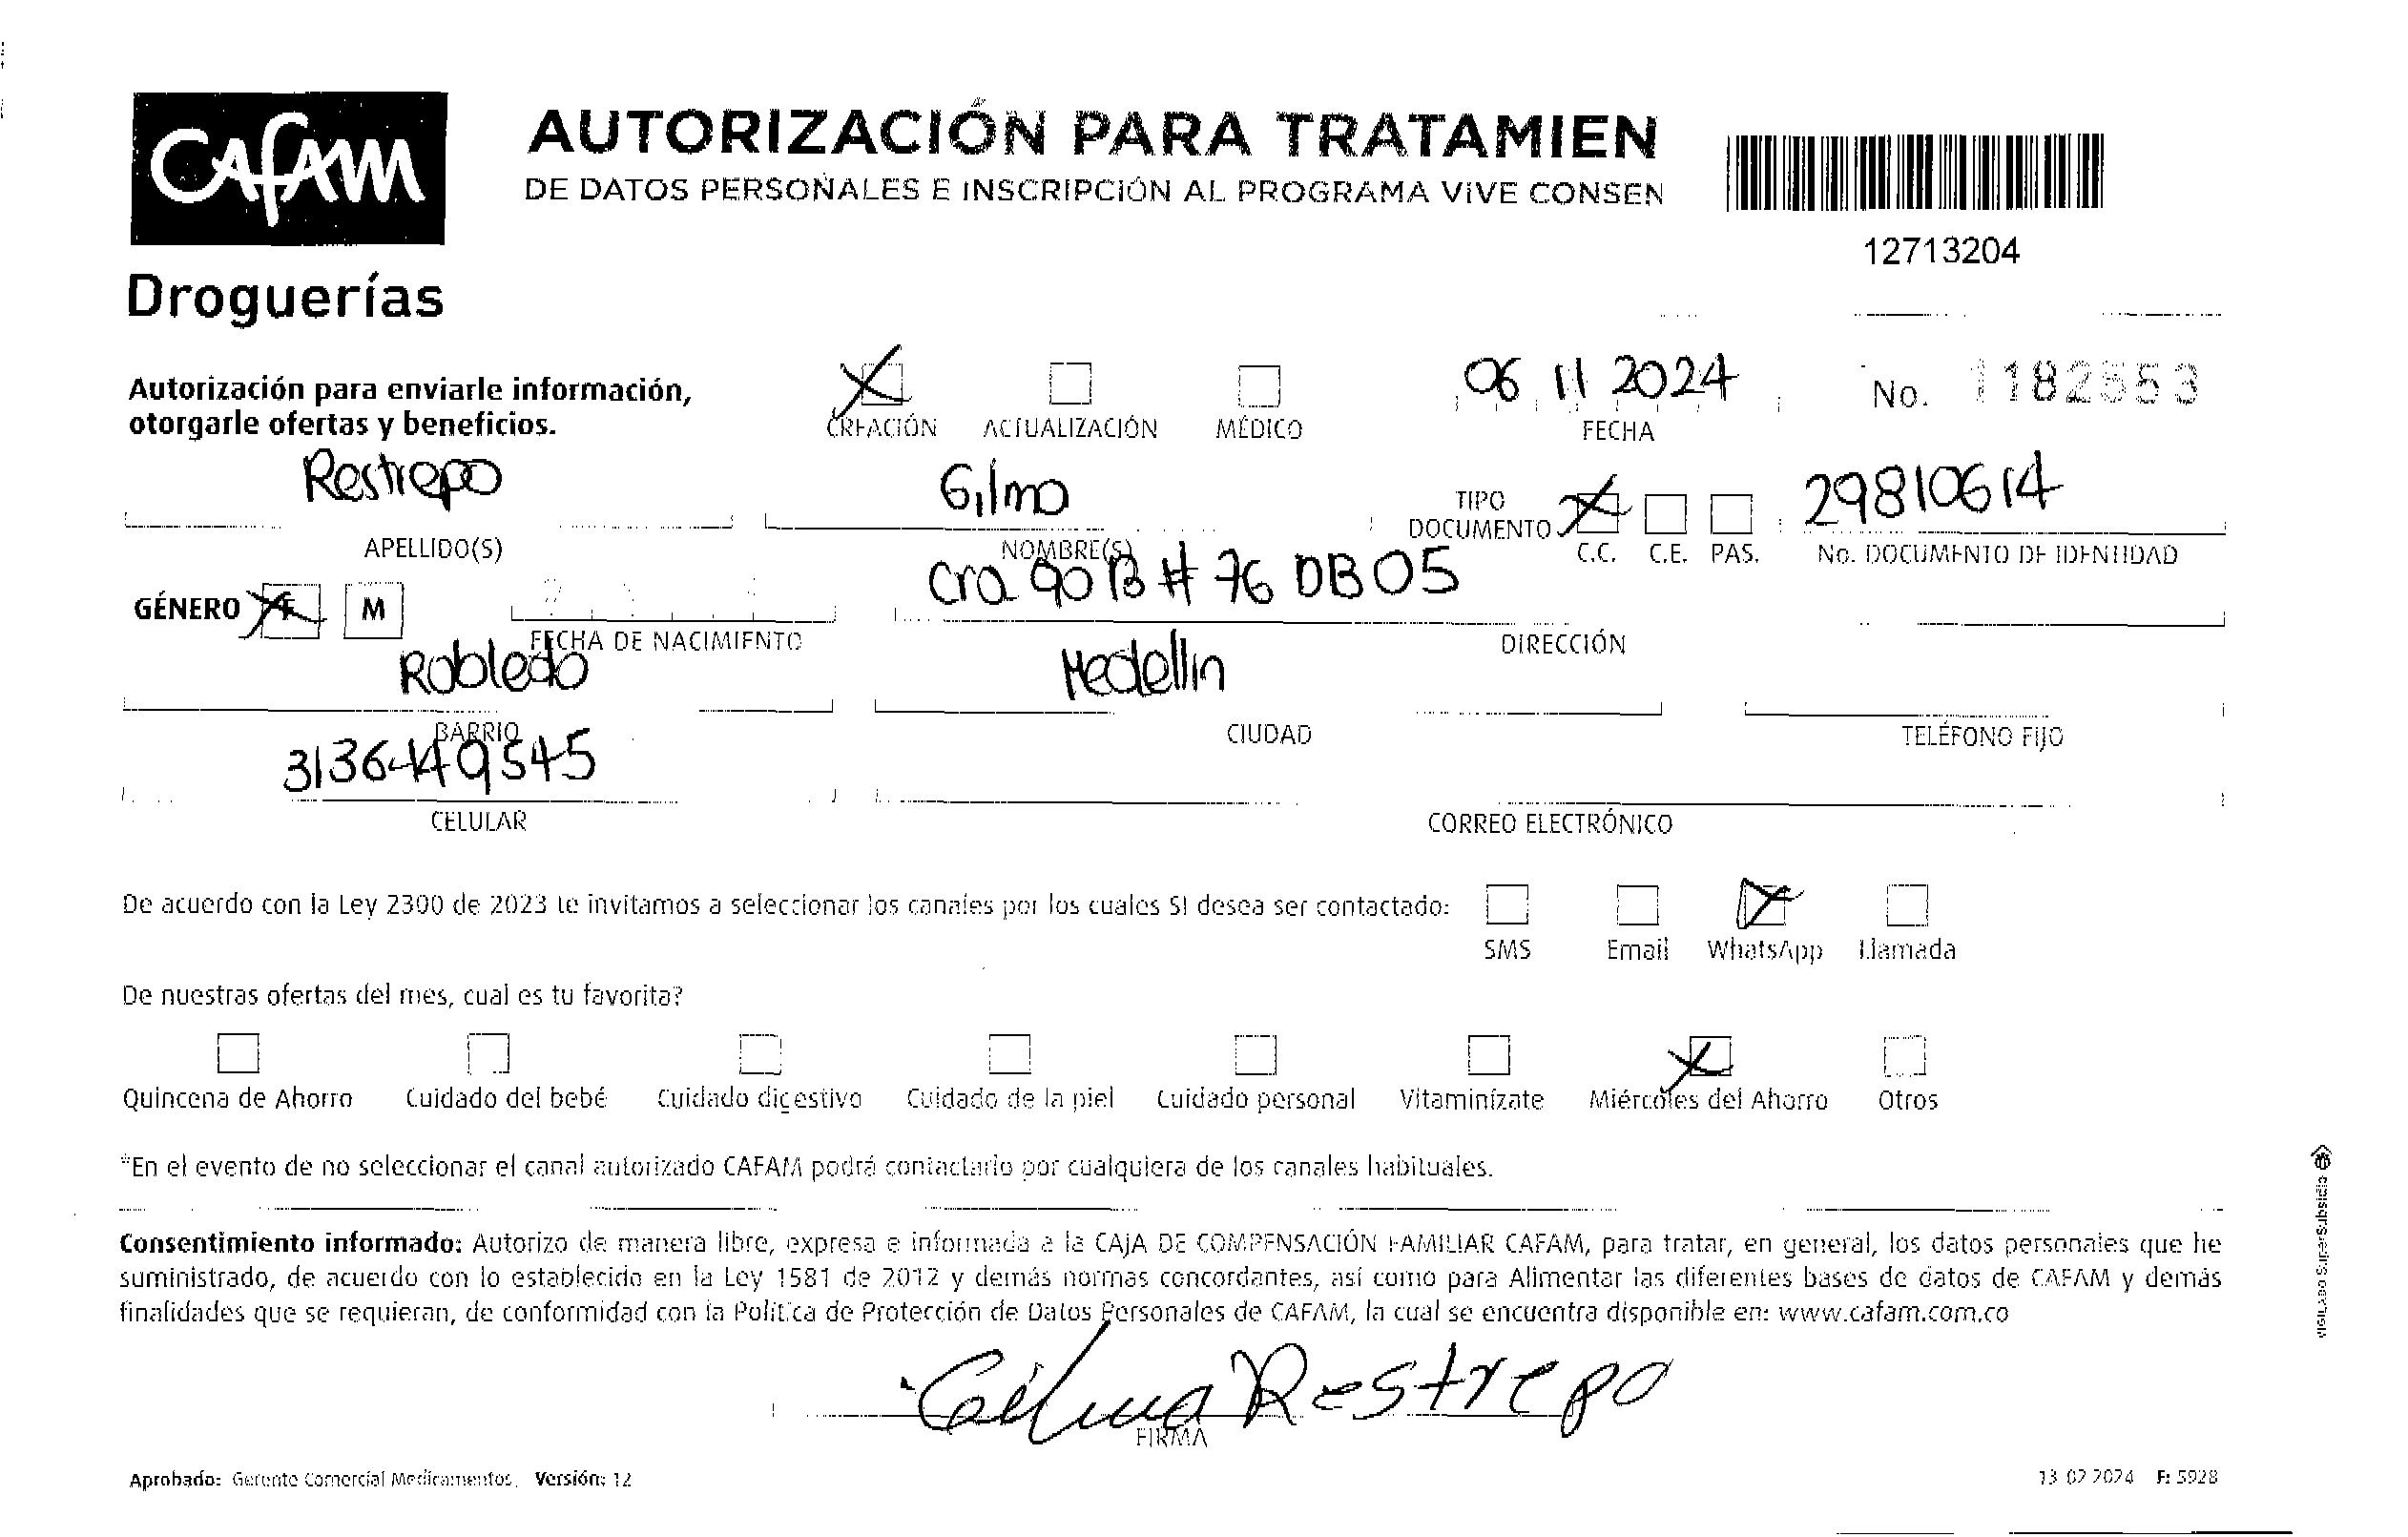 CAFAM
Droguerías
AUTORIZACIÓN PARA TRATAMIEN
DE DATOS PERSONALES E INSCRIPCIÓN AL PROGRAMA VIVE CONSEN
12713204
Autorización para enviarle información,
otorgarle ofertas y beneficios.
CREACIÓN ACTUALIZACIÓN MÉDICO
06 11 2024
FECHA
No. 1182553
Restrepo
APELLIDO(S)
Gilma
NOMBRE(S)
TIPO
DOCUMENTO
C.C. C.E. PAS.
29810614
No. DOCUMENTO DE IDENTIDAD
GÉNERO F M
FECHA DE NACIMIENTO
Cra 90 B # 76 DB 05
DIRECCIÓN
Robledo
BARRIO
Medellin
CIUDAD
TELÉFONO FIJO
3136449545
CELULAR
CORREO ELECTRÓNICO
De acuerdo con la Ley 2300 de 2023 te invitamos a seleccionar los canales por los cuales SI desea ser contactado:
SMS Email WhatsApp Llamada
De nuestras ofertas del mes, cual es tu favorita?
Quincena de Ahorro Cuidado del bebé Cuidado digestivo Cuidado de la piel Cuidado personal Vitaminízate Miércoles del Ahorro Otros
*En el evento de no seleccionar el canal autorizado CAFAM podrá contactarlo por cualquiera de los canales habituales.
Consentimiento informado: Autorizo de manera libre, expresa e informada a la CAJA DE COMPENSACIÓN FAMILIAR CAFAM, para tratar, en general, los datos personales que he
suministrado, de acuerdo con lo establecido en la Ley 1581 de 2012 y demás normas concordantes, así como para Alimentar las diferentes bases de datos de CAFAM y demás
finalidades que se requieran, de conformidad con la Política de Protección de Datos Personales de CAFAM, la cual se encuentra disponible en: www.cafam.com.co
Gilma Restrepo
FIRMA
Aprobado: Gerente Comercial Medicamentos. Versión: 12
13 02 2024 F: 5928